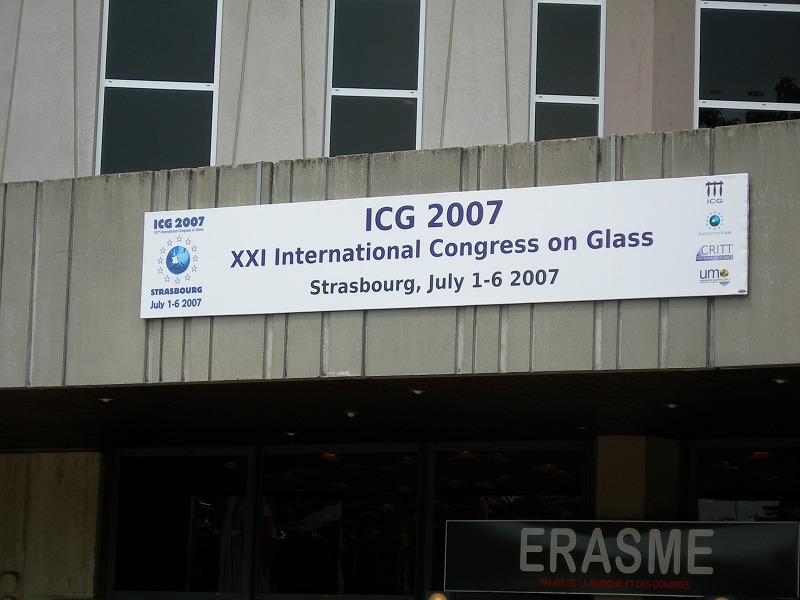 ICG 2007
XXI International Congress on Glass
Strasbourg, July 1-6 2007
ICG 2007
STRASBOURG
July 1-6 2007
ICG
CRITT
umo
ERASME
PALAIS DE LA MUSIQUE ET DES CONGRES